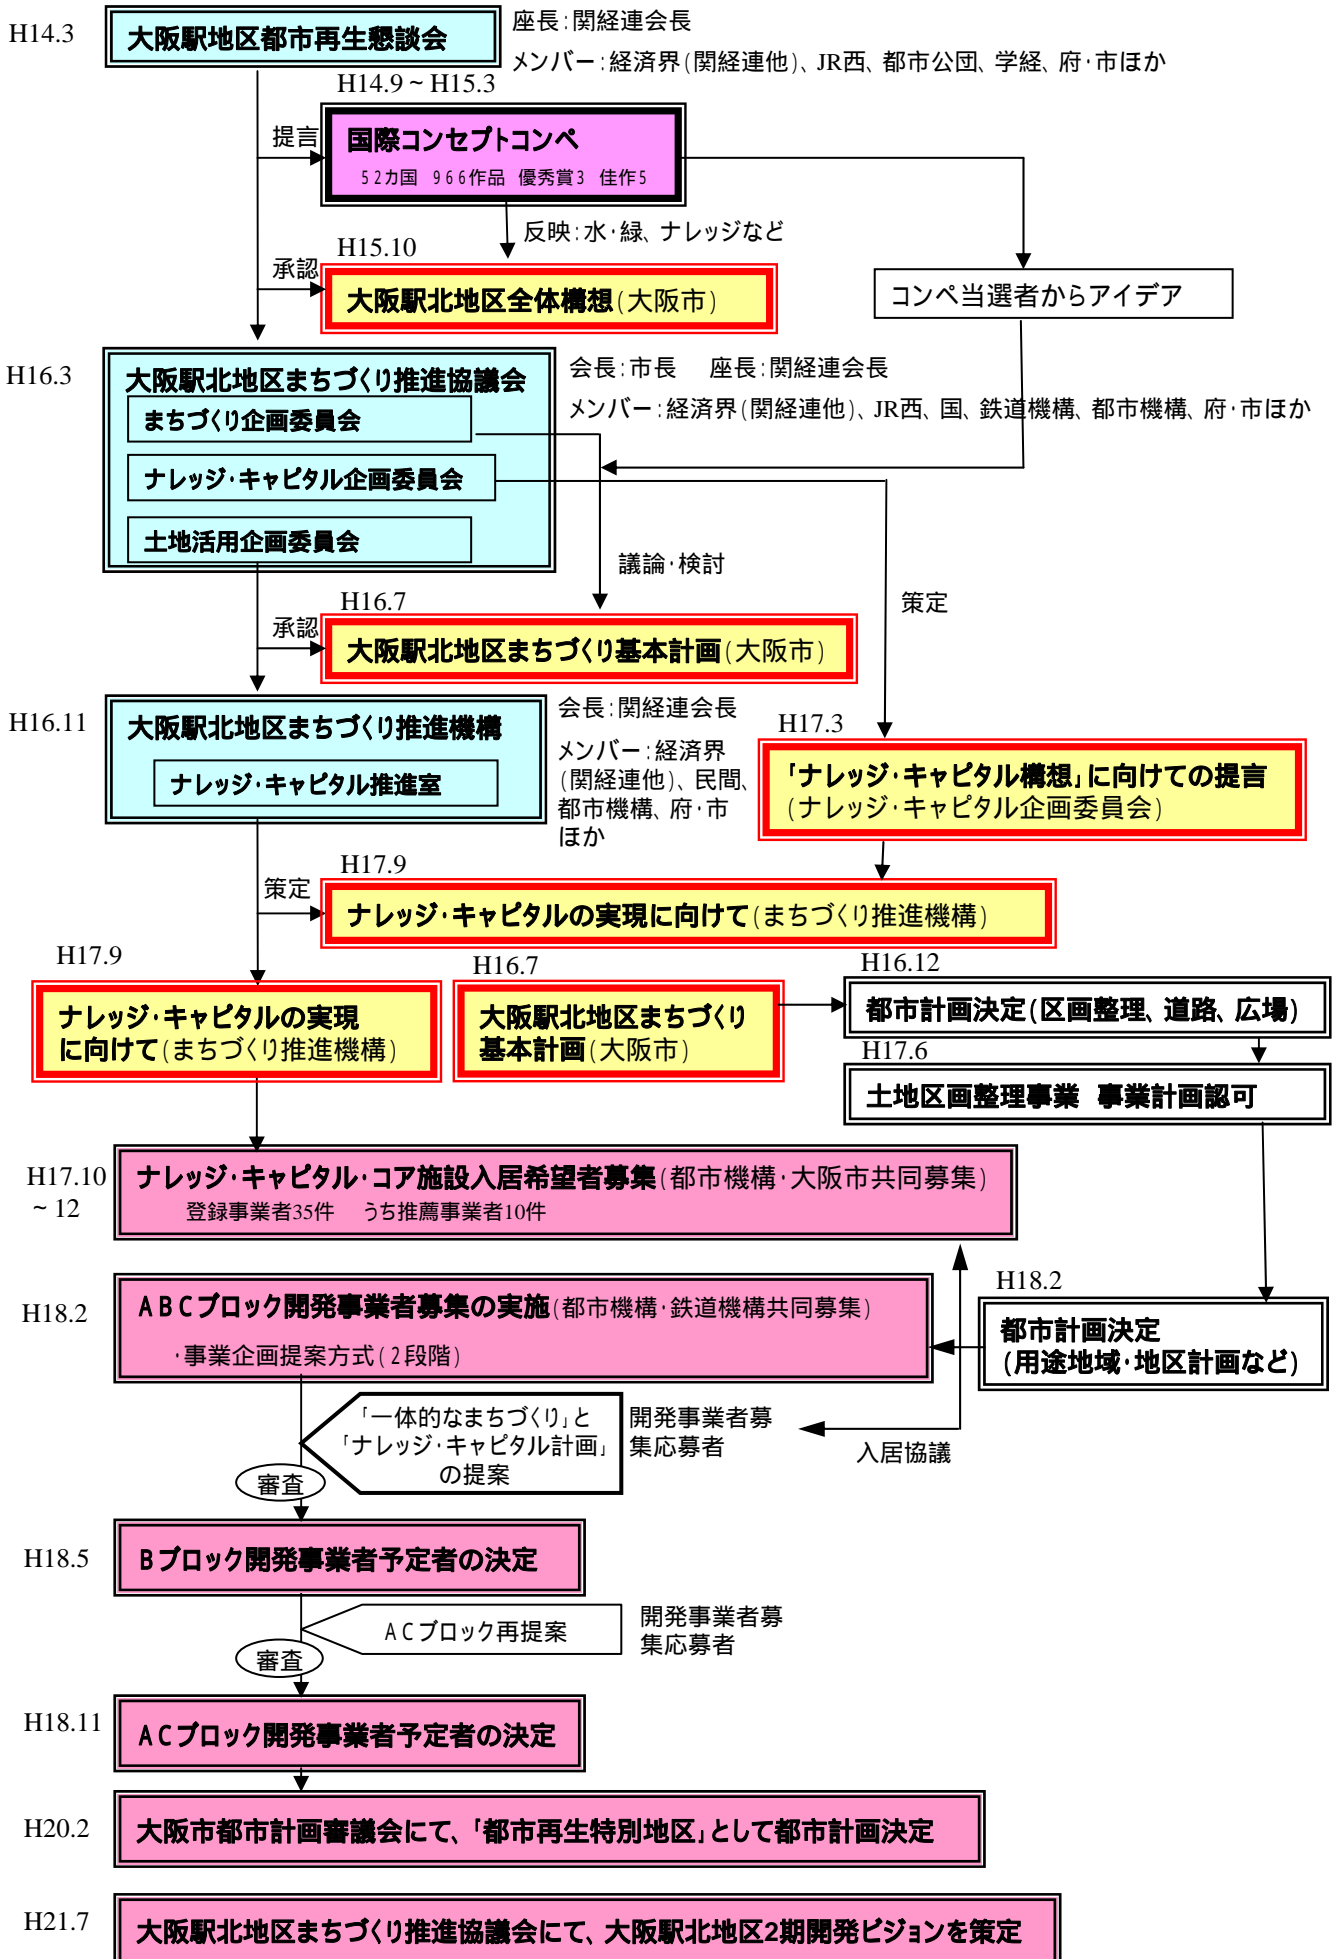 H14.3
大阪駅地区都市再生懇談会
座長:関経連会長
メンバー:経済界(関経連他)、JR西、都市公団、学経、府・市ほか
H14.9~H15.3
提言
国際コンセプトコンペ
52カ国 966作品 優秀賞3 佳作5
反映:水・緑、ナレッジなど
H15.10
承認
大阪駅北地区全体構想(大阪市)
コンペ当選者からアイデア
H16.3
大阪駅北地区まちづくり推進協議会
まちづくり企画委員会
ナレッジ・キャピタル企画委員会
土地活用企画委員会
会長:市長 座長:関経連会長
メンバー:経済界(関経連他)、JR西、国、鉄道機構、都市機構、府・市ほか
議論・検討
策定
H16.7
承認
大阪駅北地区まちづくり基本計画(大阪市)
H16.11
大阪駅北地区まちづくり推進機構
ナレッジ・キャピタル推進室
会長:関経連会長
メンバー:経済界
(関経連他)、民間、
都市機構、府・市
ほか
H17.3
「ナレッジ・キャピタル構想」に向けての提言
(ナレッジ・キャピタル企画委員会)
H17.9
策定
ナレッジ・キャピタルの実現に向けて(まちづくり推進機構)
H17.9
ナレッジ・キャピタルの実現
に向けて(まちづくり推進機構)
H16.7
大阪駅北地区まちづくり
基本計画(大阪市)
H16.12
都市計画決定(区画整理、道路、広場)
H17.6
土地区画整理事業 事業計画認可
H17.10
~12
ナレッジ・キャピタル・コア施設入居希望者募集(都市機構・大阪市共同募集)
登録事業者35件 うち推薦事業者10件
H18.2
ABCブロック開発事業者募集の実施(都市機構・鉄道機構共同募集)
・事業企画提案方式(2段階)
H18.2
都市計画決定
(用途地域・地区計画など)
「一体的なまちづくり」と
「ナレッジ・キャピタル計画」
の提案
開発事業者募
集応募者
入居協議
審査
H18.5
Bブロック開発事業者予定者の決定
ACブロック再提案
開発事業者募
集応募者
審査
H18.11
ACブロック開発事業者予定者の決定
H20.2
大阪市都市計画審議会にて、「都市再生特別地区」として都市計画決定
H21.7
大阪駅北地区まちづくり推進協議会にて、大阪駅北地区2期開発ビジョンを策定